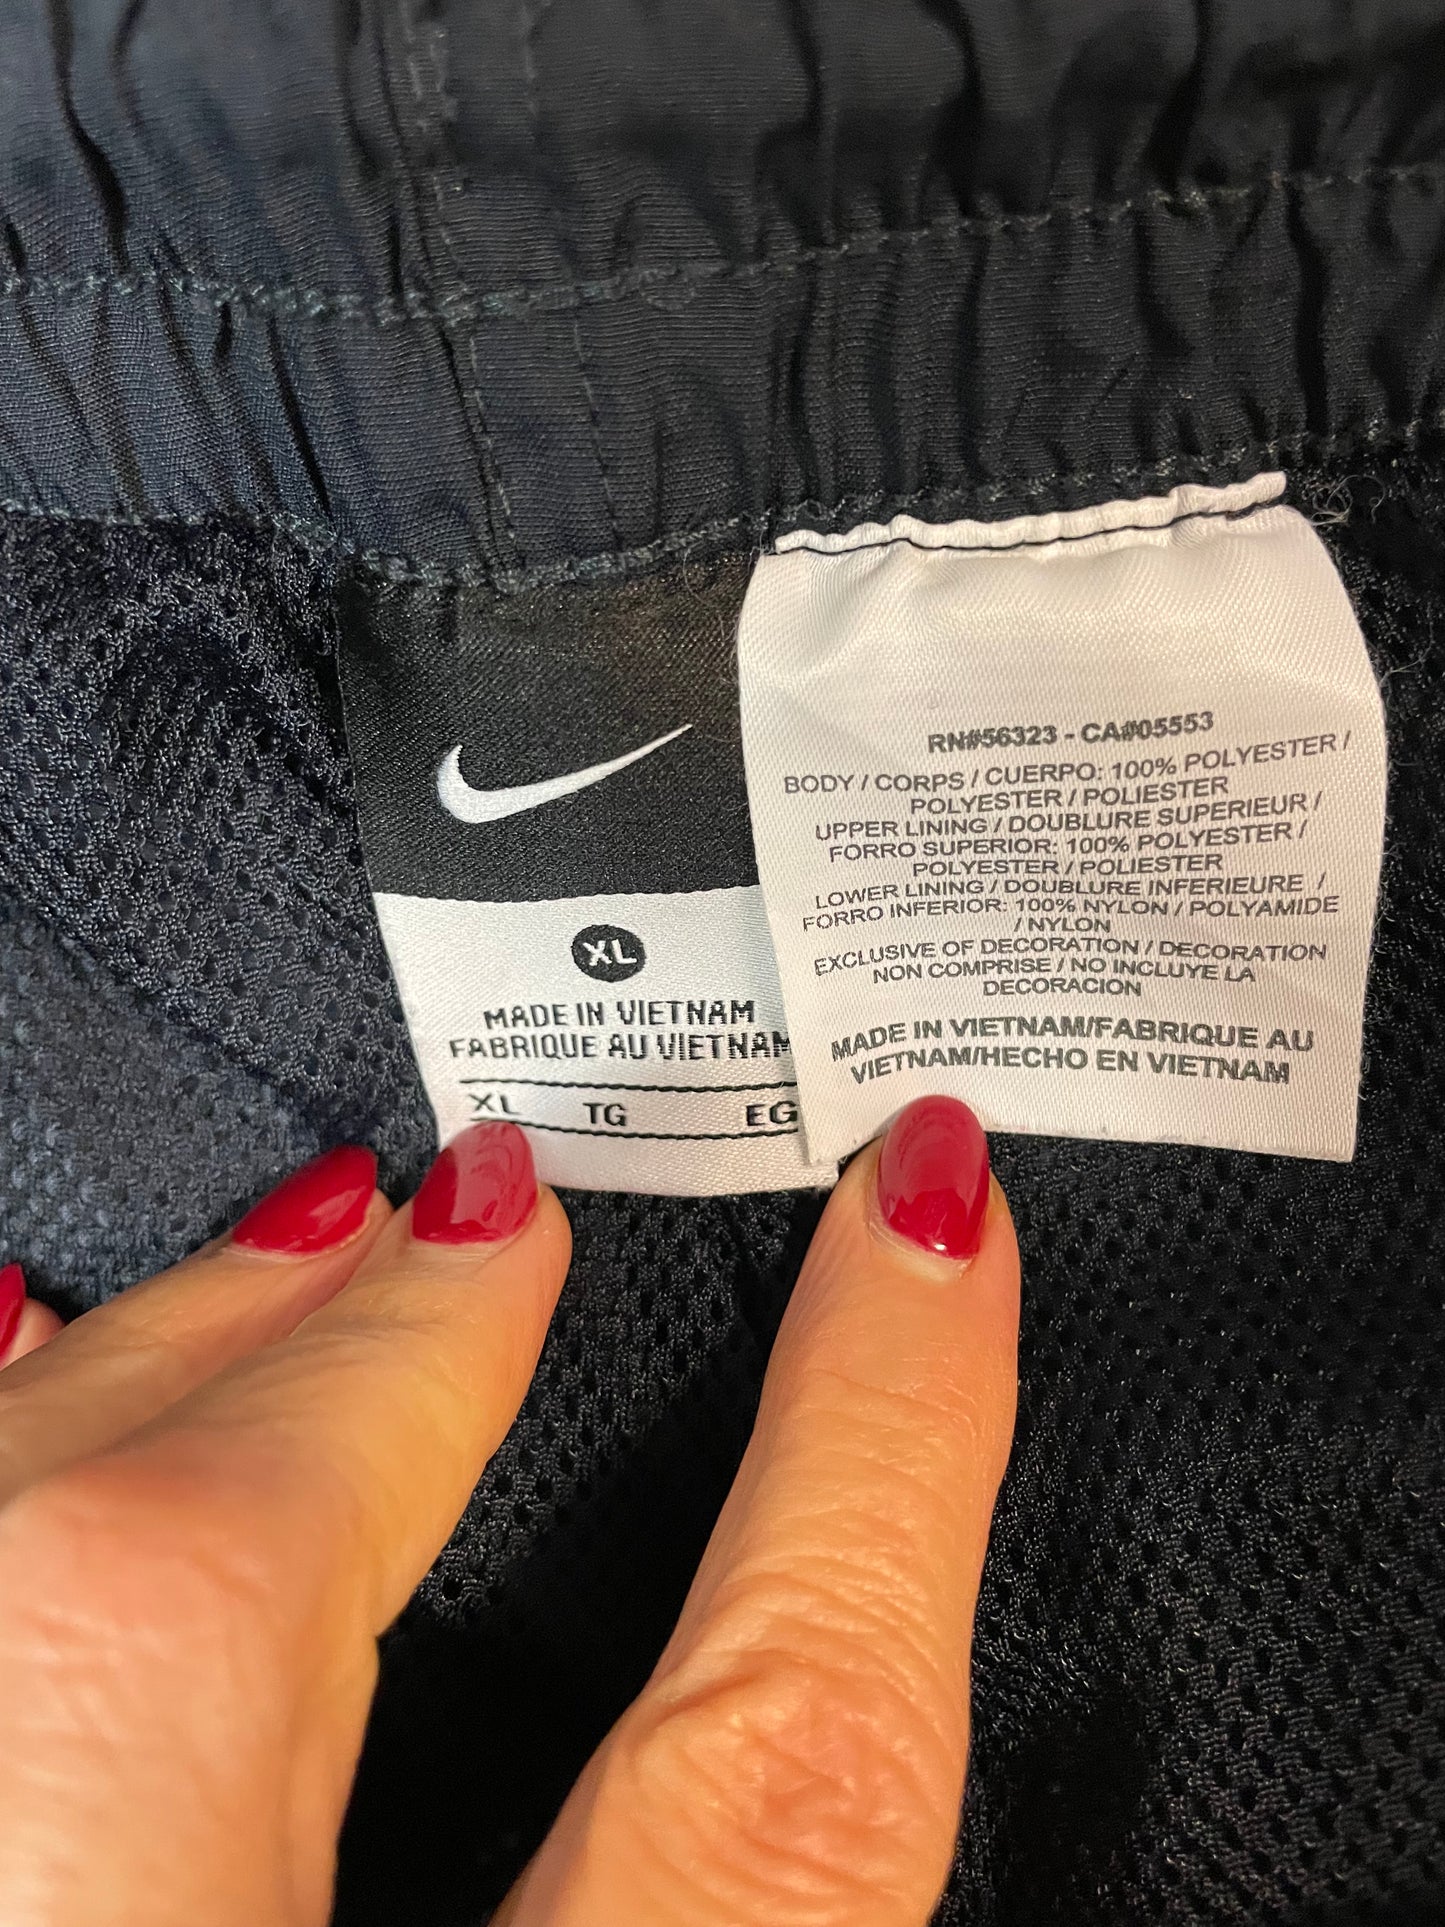 XL
MADE IN VIETNAM
FABRIQUE AU VIETNAM
XL TG EG
RN#56323 - CA#05553
BODY / CORPS / CUERPO: 100% POLYESTER /
POLYESTER / POLIESTER
UPPER LINING / DOUBLURE SUPERIEUR /
FORRO SUPERIOR: 100% POLYESTER /
POLYESTER / POLIESTER
LOWER LINING / DOUBLURE INFERIEURE /
FORRO INFERIOR: 100% NYLON / POLYAMIDE
/ NYLON
EXCLUSIVE OF DECORATION / DECORATION
NON COMPRISE / NO INCLUYE LA
DECORACION
MADE IN VIETNAM/FABRIQUE AU
VIETNAM/HECHO EN VIETNAM